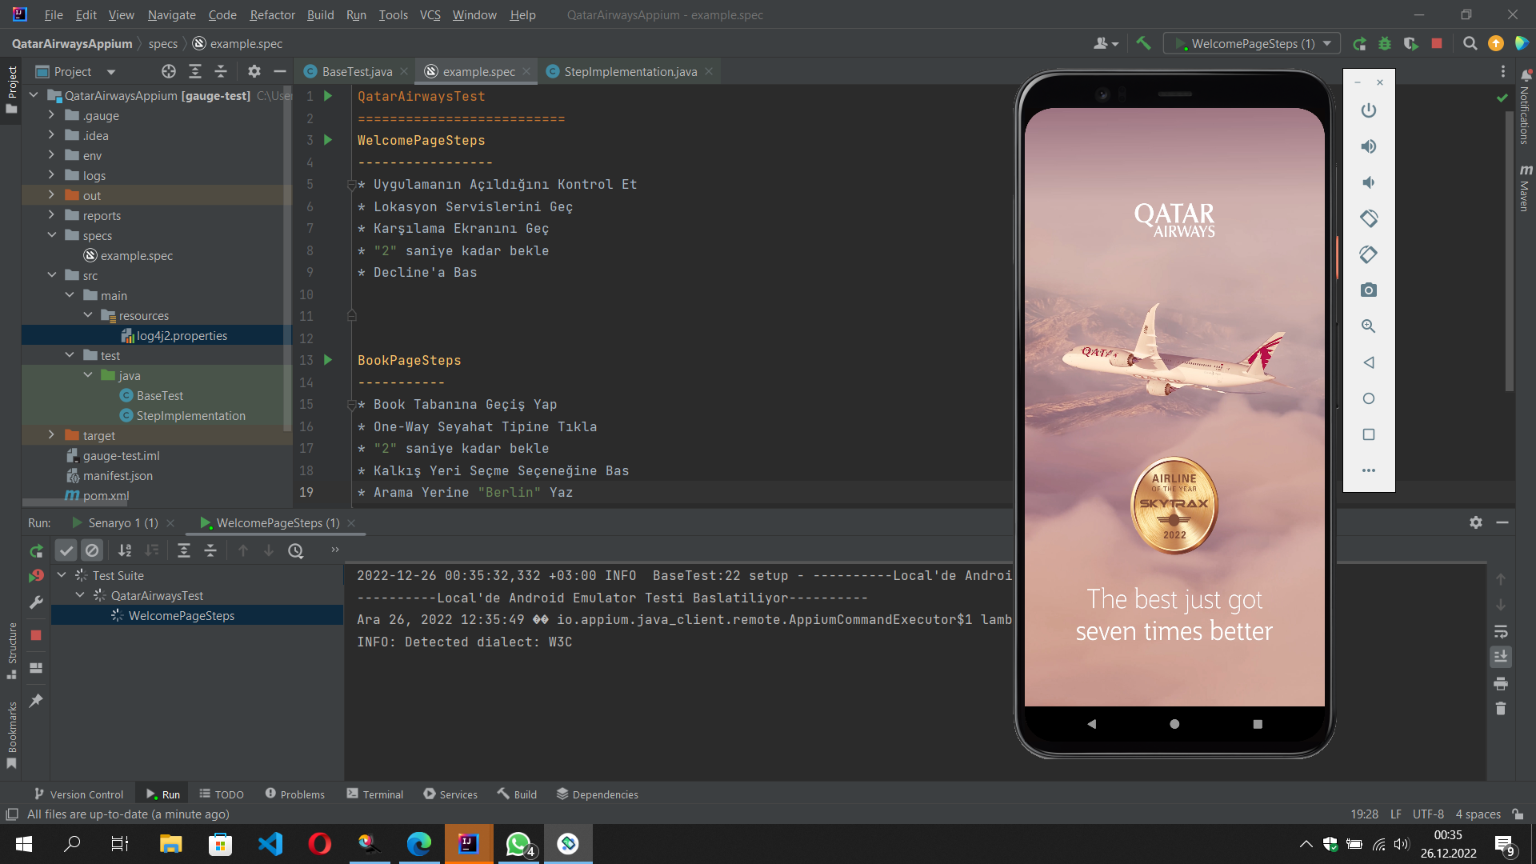 File Edit View Navigate Code Refactor Build Run Tools VCS Window Help QatarAirwaysAppium - example.spec
QatarAirwaysAppium specs example.spec
WelcomePageSteps (1)
Project
BaseTest.java example.spec StepImplementation.java
QatarAirwaysAppium [gauge-test]
.gauge
.idea
env
logs
out
reports
specs
example.spec
src
main
resources
log4j2.properties
test
java
BaseTest
StepImplementation
target
gauge-test.iml
manifest.json
pom.xml
1 QatarAirwaysTest
2 ==========================
3 WelcomePageSteps
4 -----------------
5 * Uygulamanın Açıldığını Kontrol Et
6 * Lokasyon Servislerini Geç
7 * Karşılama Ekranını Geç
8 * "2" saniye kadar bekle
9 * Decline'a Bas
10
11
12
13 BookPageSteps
14 -----------
15 * Book Tabanına Geçiş Yap
16 * One-Way Seyahat Tipine Tıkla
17 * "2" saniye kadar bekle
18 * Kalkış Yeri Seçme Seçeneğine Bas
19 * Arama Yerine "Berlin" Yaz
QATAR
AIRWAYS
QATAR
AIRLINE
OF THE YEAR
SKYTRAX
2022
The best just got
seven times better
Project
Structure
Bookmarks
Notifications
Maven
Run: Senaryo 1 (1) WelcomePageSteps (1)
Test Suite
QatarAirwaysTest
WelcomePageSteps
2022-12-26 00:35:32,332 +03:00 INFO BaseTest:22 setup - ----------Local'de Android
----------Local'de Android Emulator Testi Baslatiliyor----------
Ara 26, 2022 12:35:49 �� io.appium.java_client.remote.AppiumCommandExecutor$1 lamb
INFO: Detected dialect: W3C
Version Control Run TODO Problems Terminal Services Build Dependencies
All files are up-to-date (a minute ago)
19:28 LF UTF-8 4 spaces
4
00:35
26.12.2022
9